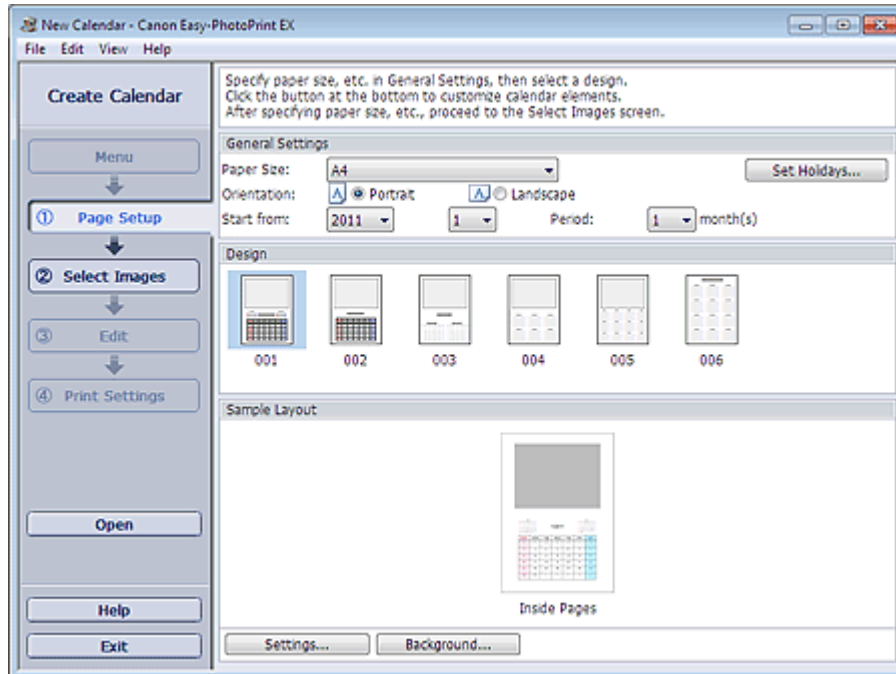 New Calendar - Canon Easy-PhotoPrint EX
File Edit View Help
Create Calendar
Menu
① Page Setup
② Select Images
③ Edit
④ Print Settings
Open
Help
Exit
Specify paper size, etc. in General Settings, then select a design.
Click the button at the bottom to customize calendar elements.
After specifying paper size, etc., proceed to the Select Images screen.
General Settings
Paper Size: A4 Set Holidays...
Orientation: A Portrait A Landscape
Start from: 2011 1 Period: 1 month(s)
Design
001 002 003 004 005 006
Sample Layout
Inside Pages
Settings... Background...